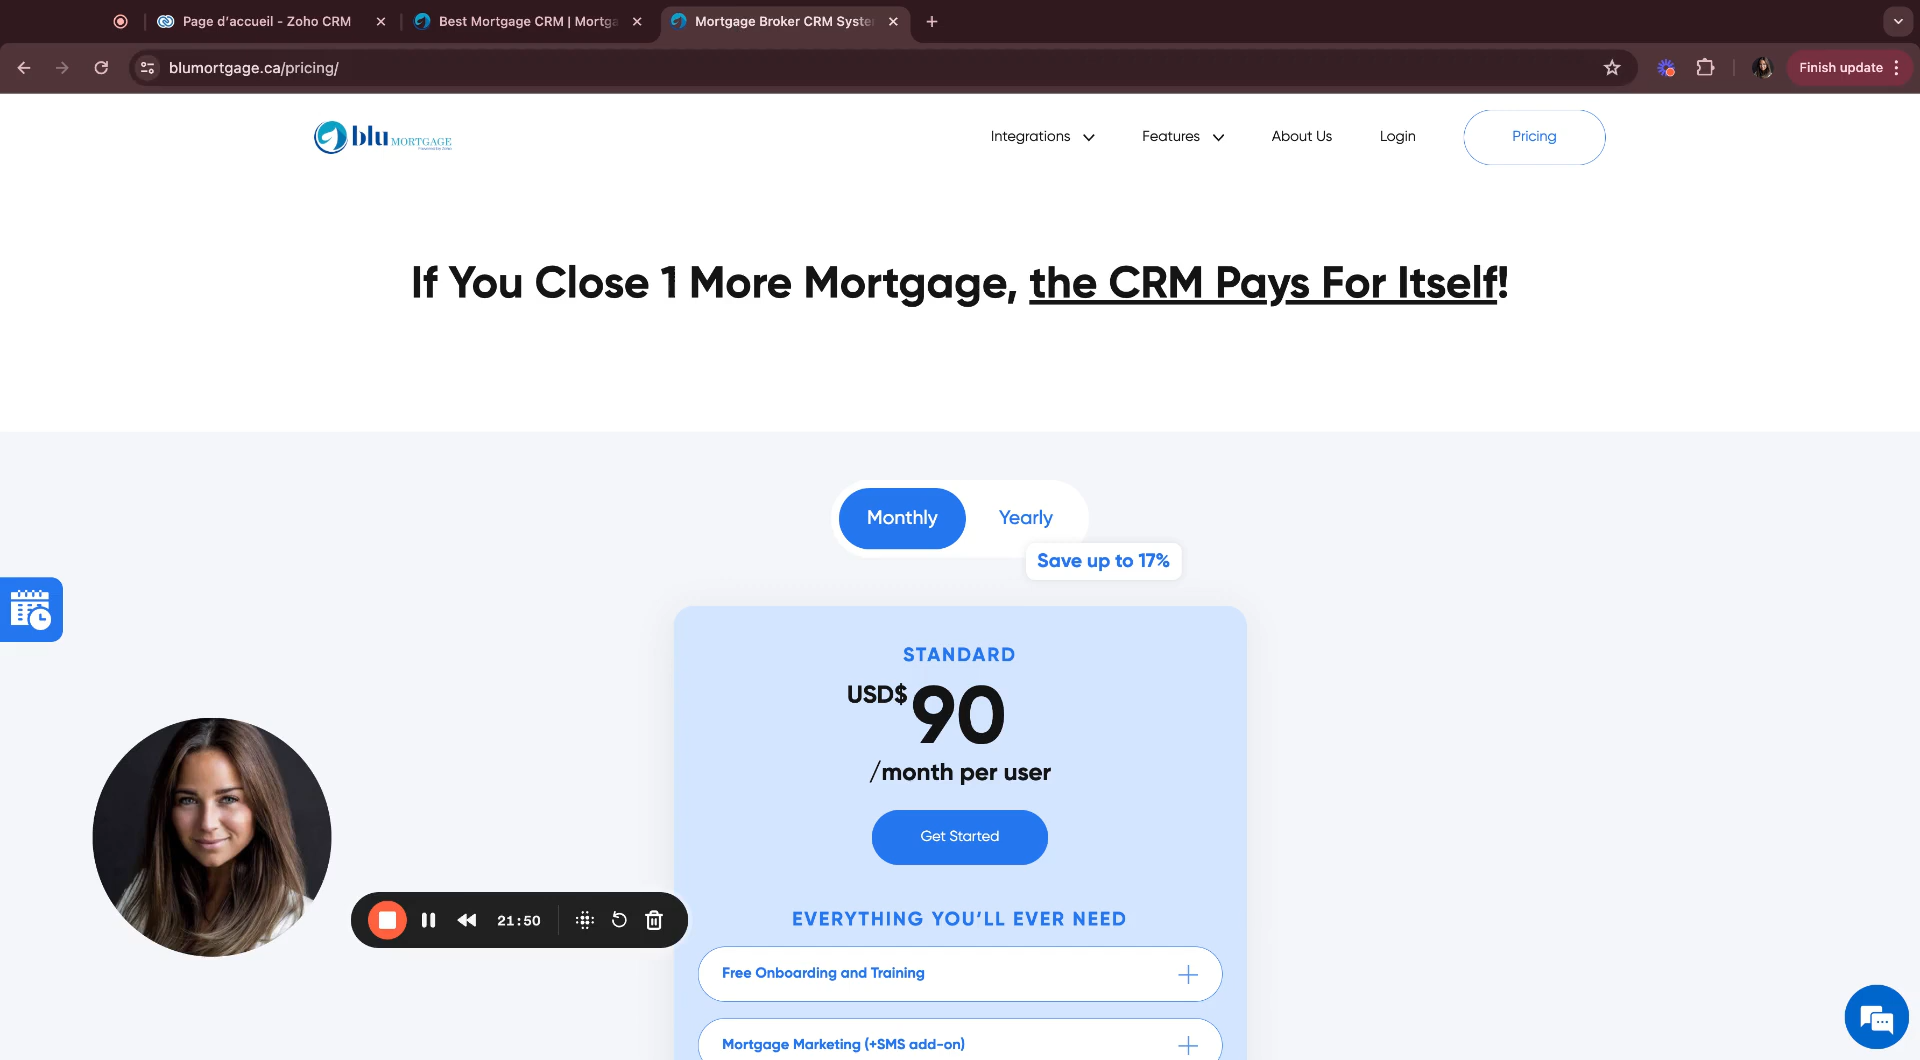 Page d'accueil - Zoho CRM
Best Mortgage CRM | Mortga
Mortgage Broker CRM Syste
blumortgage.ca/pricing/
Finish update
blu MORTGAGE
Integrations
Features
About Us
Login
Pricing
If You Close 1 More Mortgage, the CRM Pays For Itself!
Monthly
Yearly
Save up to 17%
STANDARD
USD$90
/month per user
Get Started
21:50
EVERYTHING YOU'LL EVER NEED
Free Onboarding and Training
Mortgage Marketing (+SMS add-on)